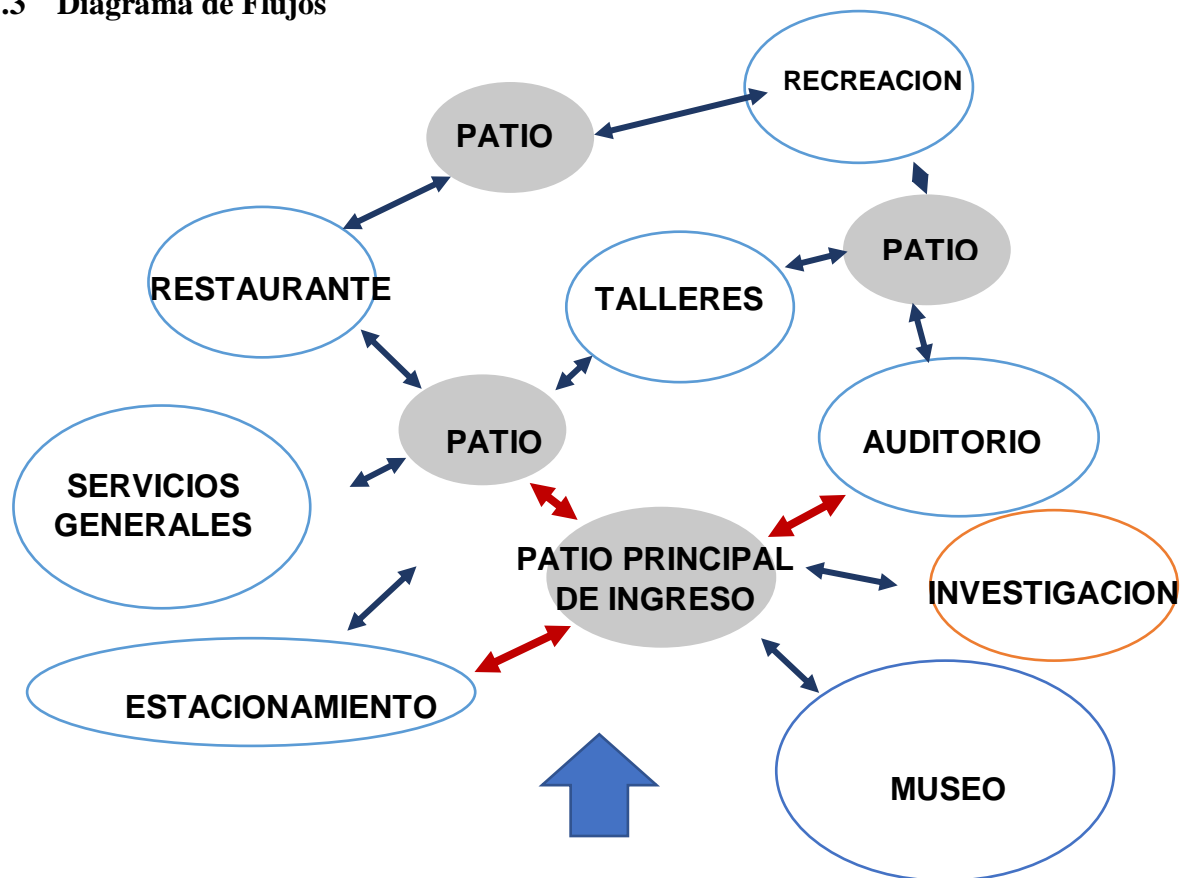 .3 Diagrama de Flujos
RECREACION
PATIO
PATIO
RESTAURANTE
TALLERES
PATIO
AUDITORIO
SERVICIOS
GENERALES
PATIO PRINCIPAL
DE INGRESO
INVESTIGACION
ESTACIONAMIENTO
MUSEO